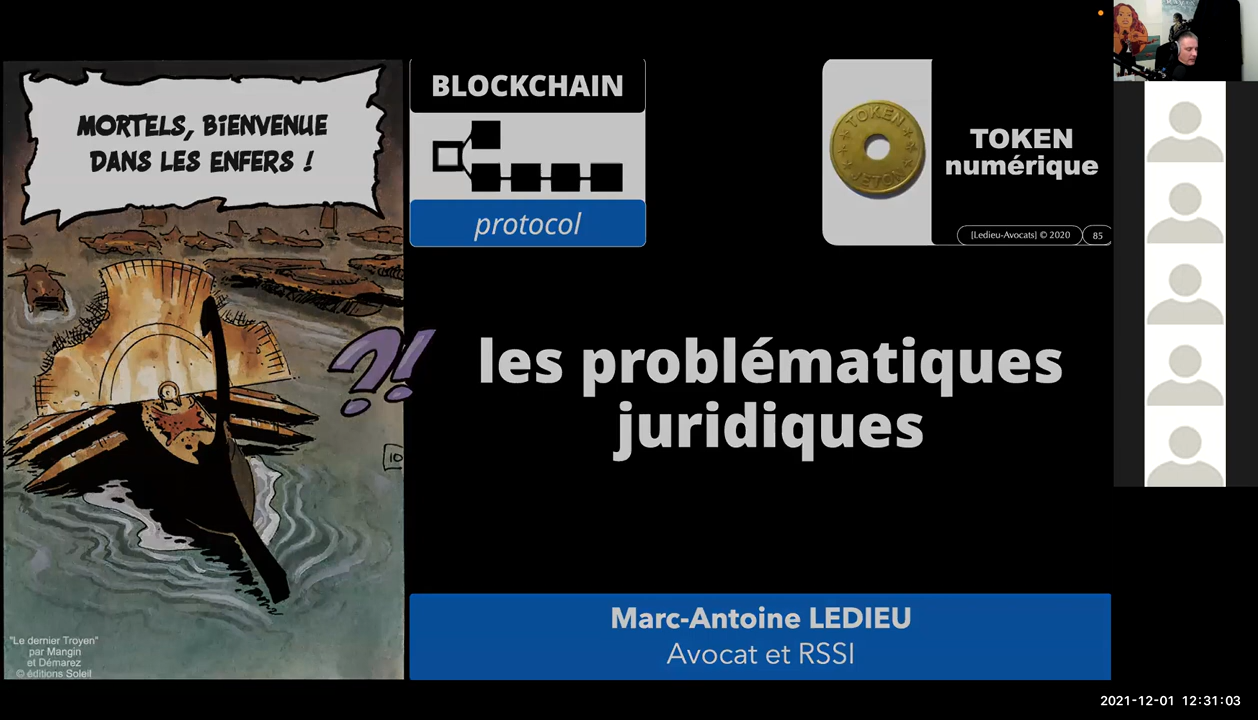 MORTELS, BiENVENUE
DANS LES ENFERS !
?!
10
"Le dernier Troyen"
par Mangin
et Démarez
© éditions Soleil
BLOCKCHAIN
protocol
TOKEN
JETON
TOKEN
numérique
[Ledieu-Avocats] © 2020
85
les problématiques
juridiques
Marc-Antoine LEDIEU
Avocat et RSSI
2021-12-01 12:31:03